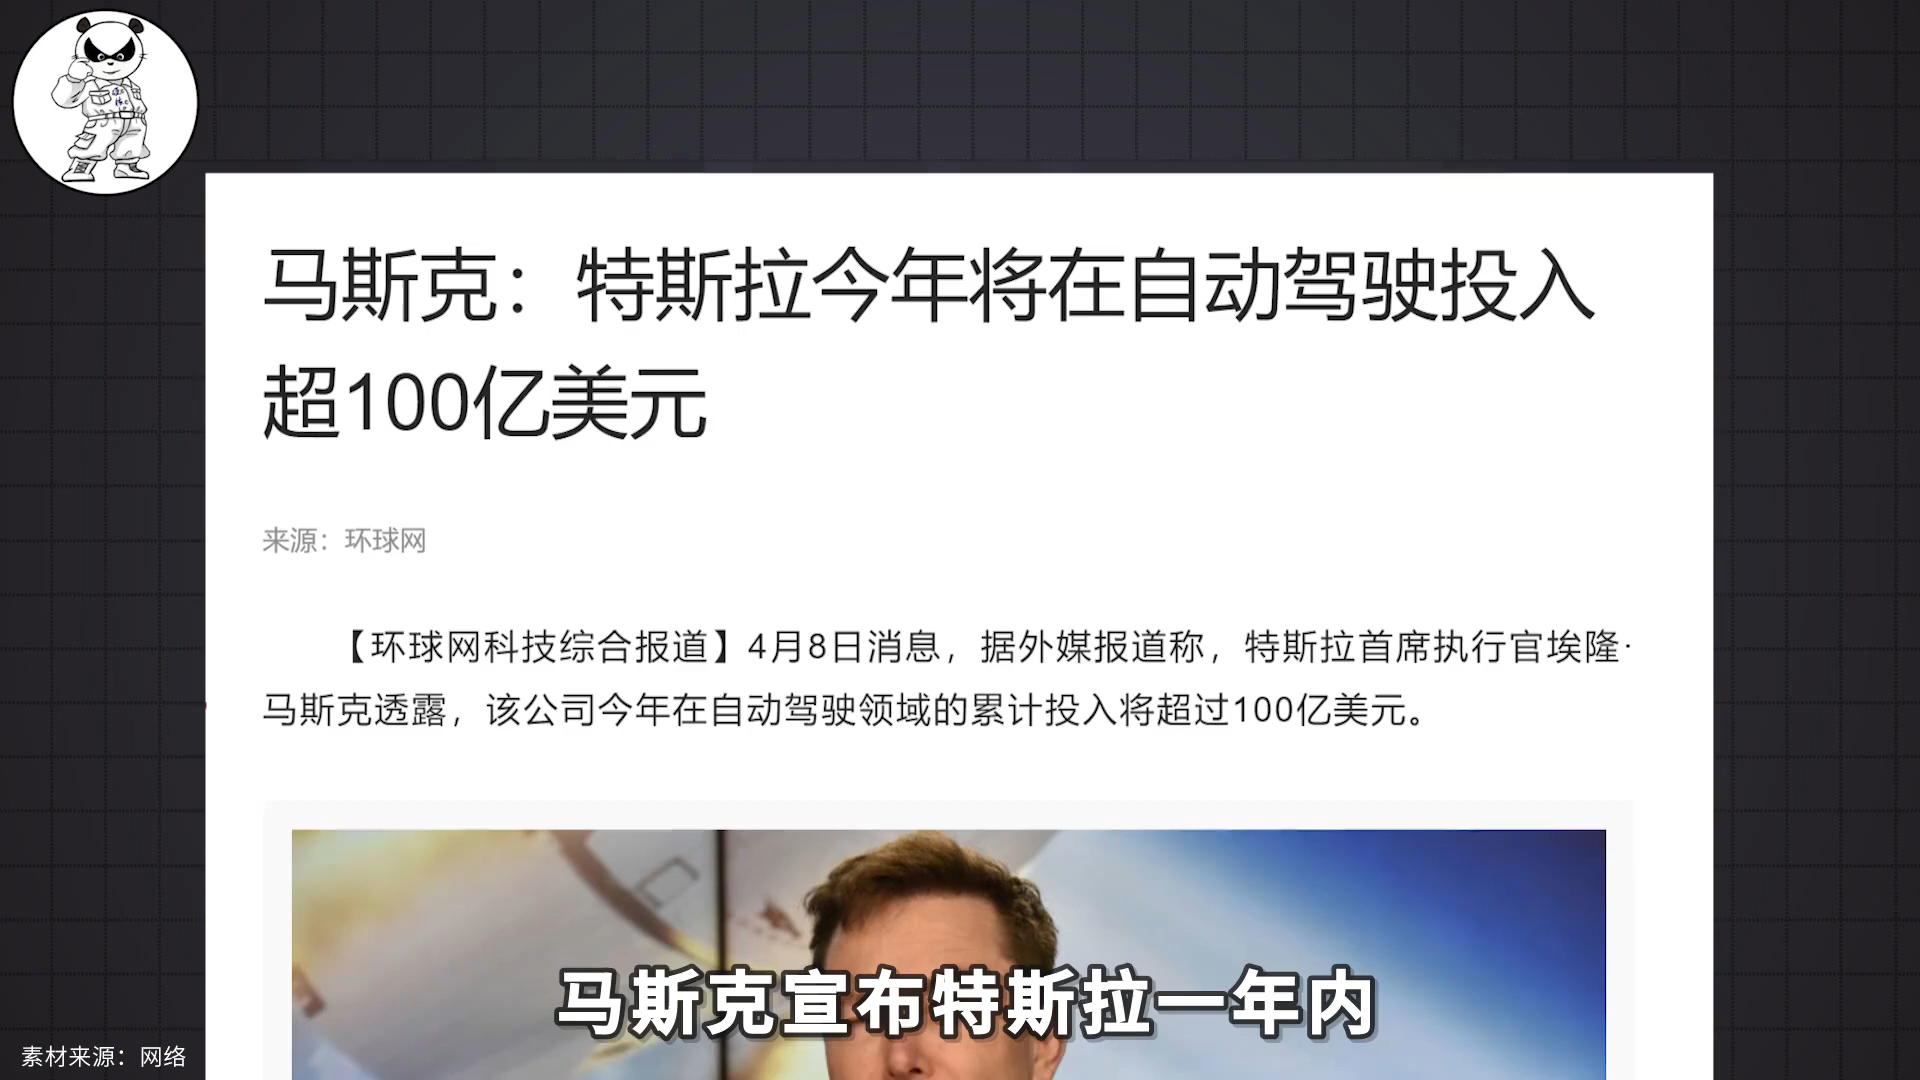 马斯克：特斯拉今年将在自动驾驶投入
超100亿美元
来源：环球网
【环球网科技综合报道】4月8日消息，据外媒报道称，特斯拉首席执行官埃隆·
马斯克透露，该公司今年在自动驾驶领域的累计投入将超过100亿美元。
马斯克宣布特斯拉一年内
素材来源：网络